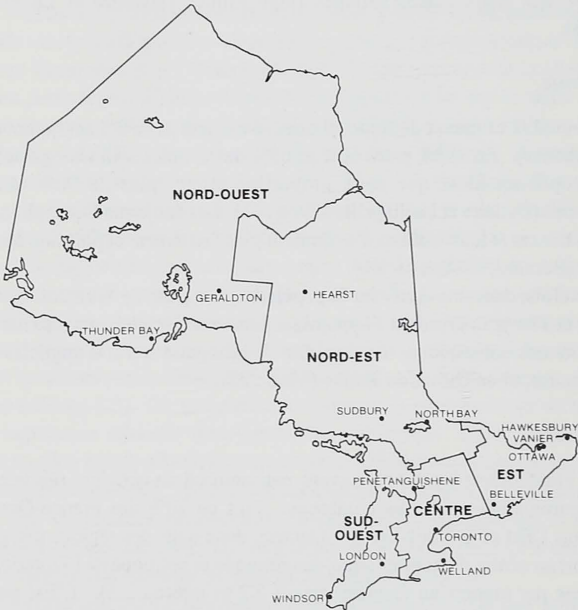 NORD-OUEST
GERALDTON
HEARST
THUNDER BAY
NORD-EST
SUDBURY
NORTH BAY
HAWKESBURY
VANIER
OTTAWA
EST
PENETANGUISHENE
BELLEVILLE
CENTRE
SUD-
OUEST
TORONTO
LONDON
WELLAND
WINDSOR